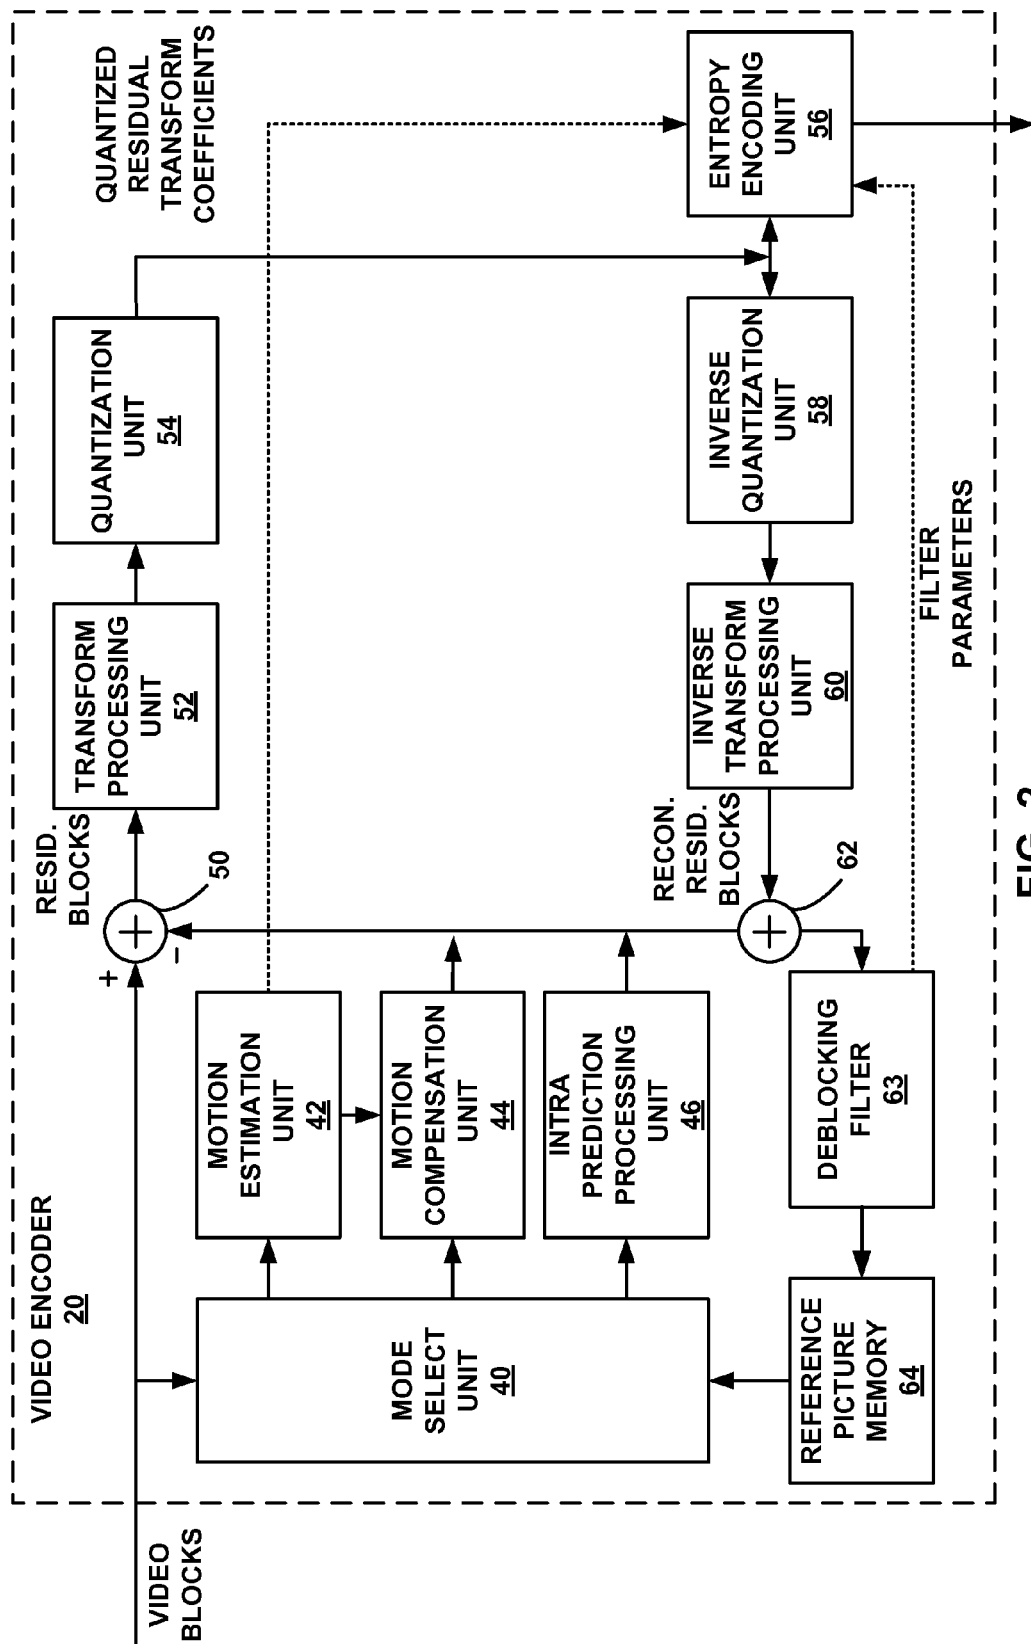 VIDEO
BLOCKS
VIDEO ENCODER
20
MODE
SELECT
UNIT
40
MOTION
ESTIMATION
UNIT
42
MOTION
COMPENSATION
UNIT
44
INTRA
PREDICTION
PROCESSING
UNIT
46
+
-
50
RESID.
BLOCKS
TRANSFORM
PROCESSING
UNIT
52
QUANTIZATION
UNIT
54
QUANTIZED
RESIDUAL
TRANSFORM
COEFFICIENTS
ENTROPY
ENCODING
UNIT
56
INVERSE
QUANTIZATION
UNIT
58
INVERSE
TRANSFORM
PROCESSING
UNIT
60
RECON.
RESID.
BLOCKS
62
DEBLOCKING
FILTER
63
REFERENCE
PICTURE
MEMORY
64
FILTER
PARAMETERS
FIG. 2